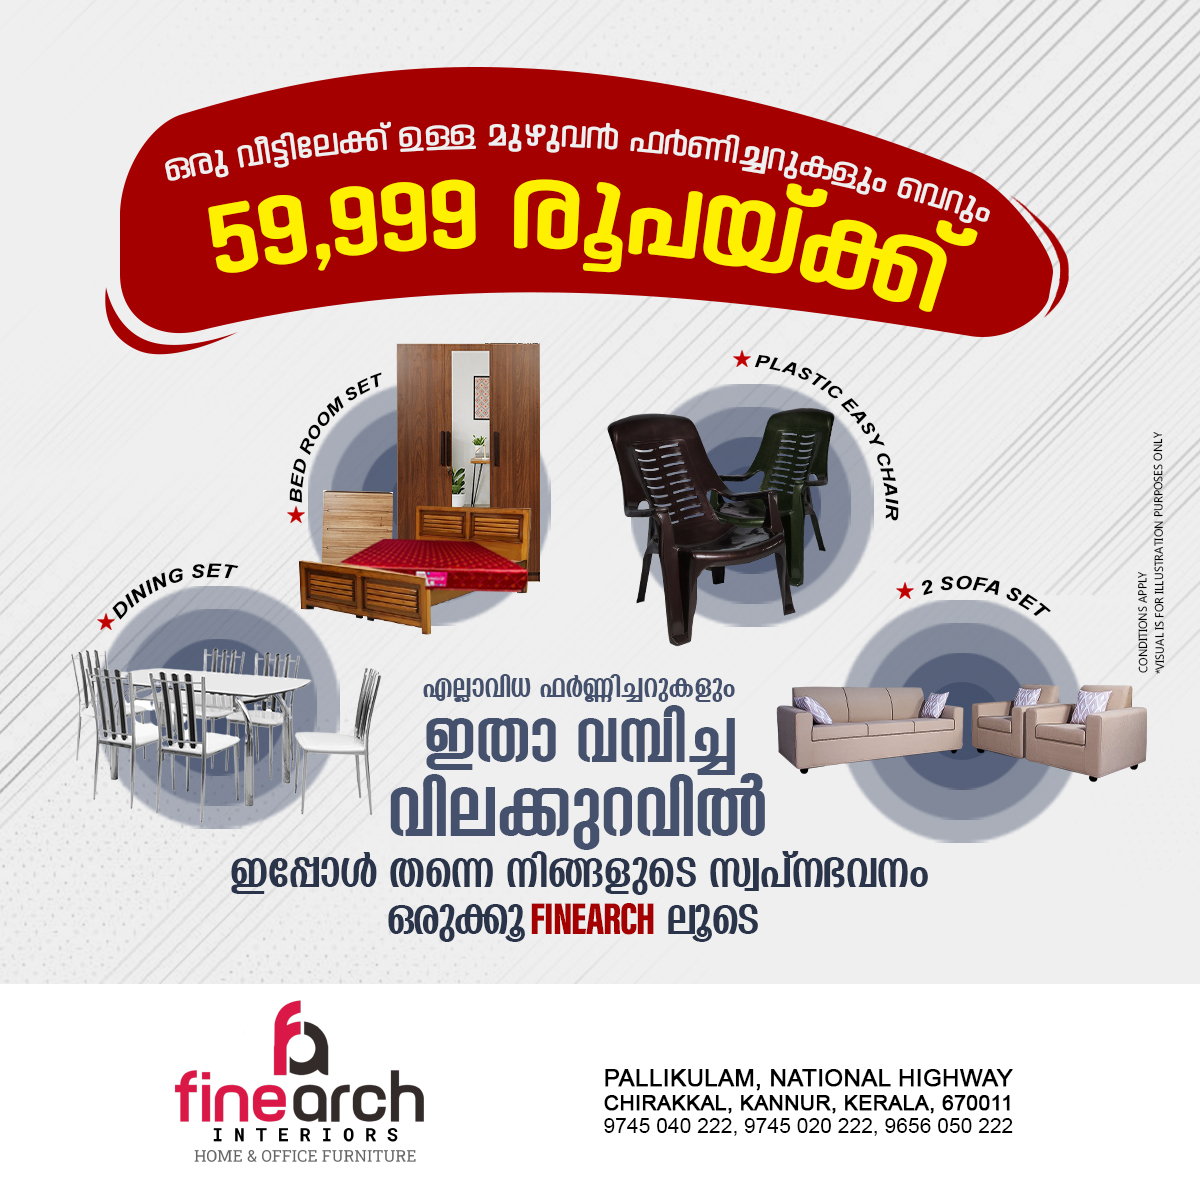 ഒരു വീട്ടിലേക്ക് ഉള്ള മുഴുവൻ ഫർണിച്ചറുകളും വെറും
59,999 രൂപയ്ക്ക്
★BED ROOM SET
★PLASTIC EASY CHAIR
★DINING SET
★ 2 SOFA SET
CONDITIONS APPLY
*VISUAL IS FOR ILLUSTRATION PURPOSES ONLY
എല്ലാവിധ ഫർണ്ണിച്ചറുകളും
ഇതാ വമ്പിച്ച
വിലക്കുറവിൽ
ഇപ്പോൾ തന്നെ നിങ്ങളുടെ സ്വപ്നഭവനം
ഒരുക്കൂ FINEARCH ലൂടെ
fa
finearch
INTERIORS
HOME & OFFICE FURNITURE
PALLIKULAM, NATIONAL HIGHWAY
CHIRAKKAL, KANNUR, KERALA, 670011
9745 040 222, 9745 020 222, 9656 050 222